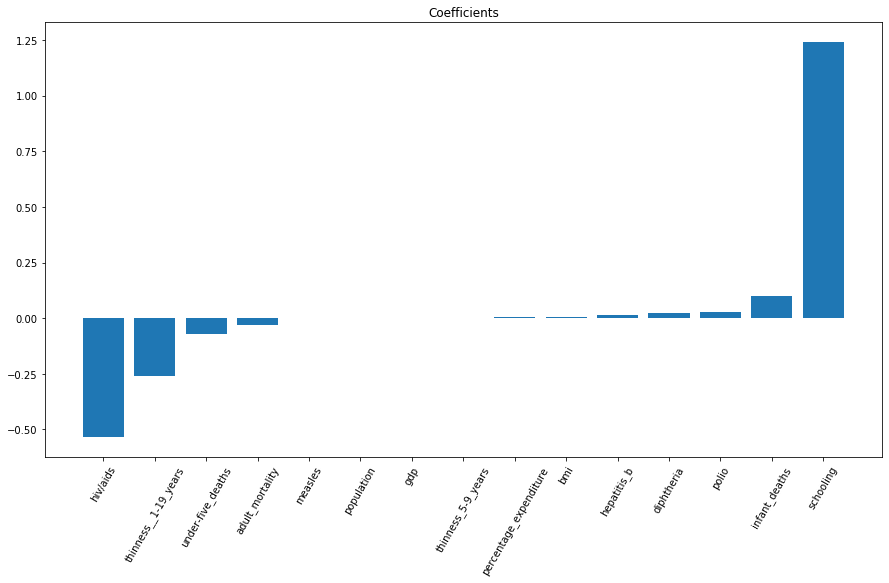 Coefficients
1.25
1.00
0.75
0.50
0.25
0.00
−0.25
−0.50
hiv/aids
thinness__1-19_years
under-five_deaths
adult_mortality
measles
population
gdp
thinness_5-9_years
percentage_expenditure
bmi
hepatitis_b
diphtheria
polio
infant_deaths
schooling